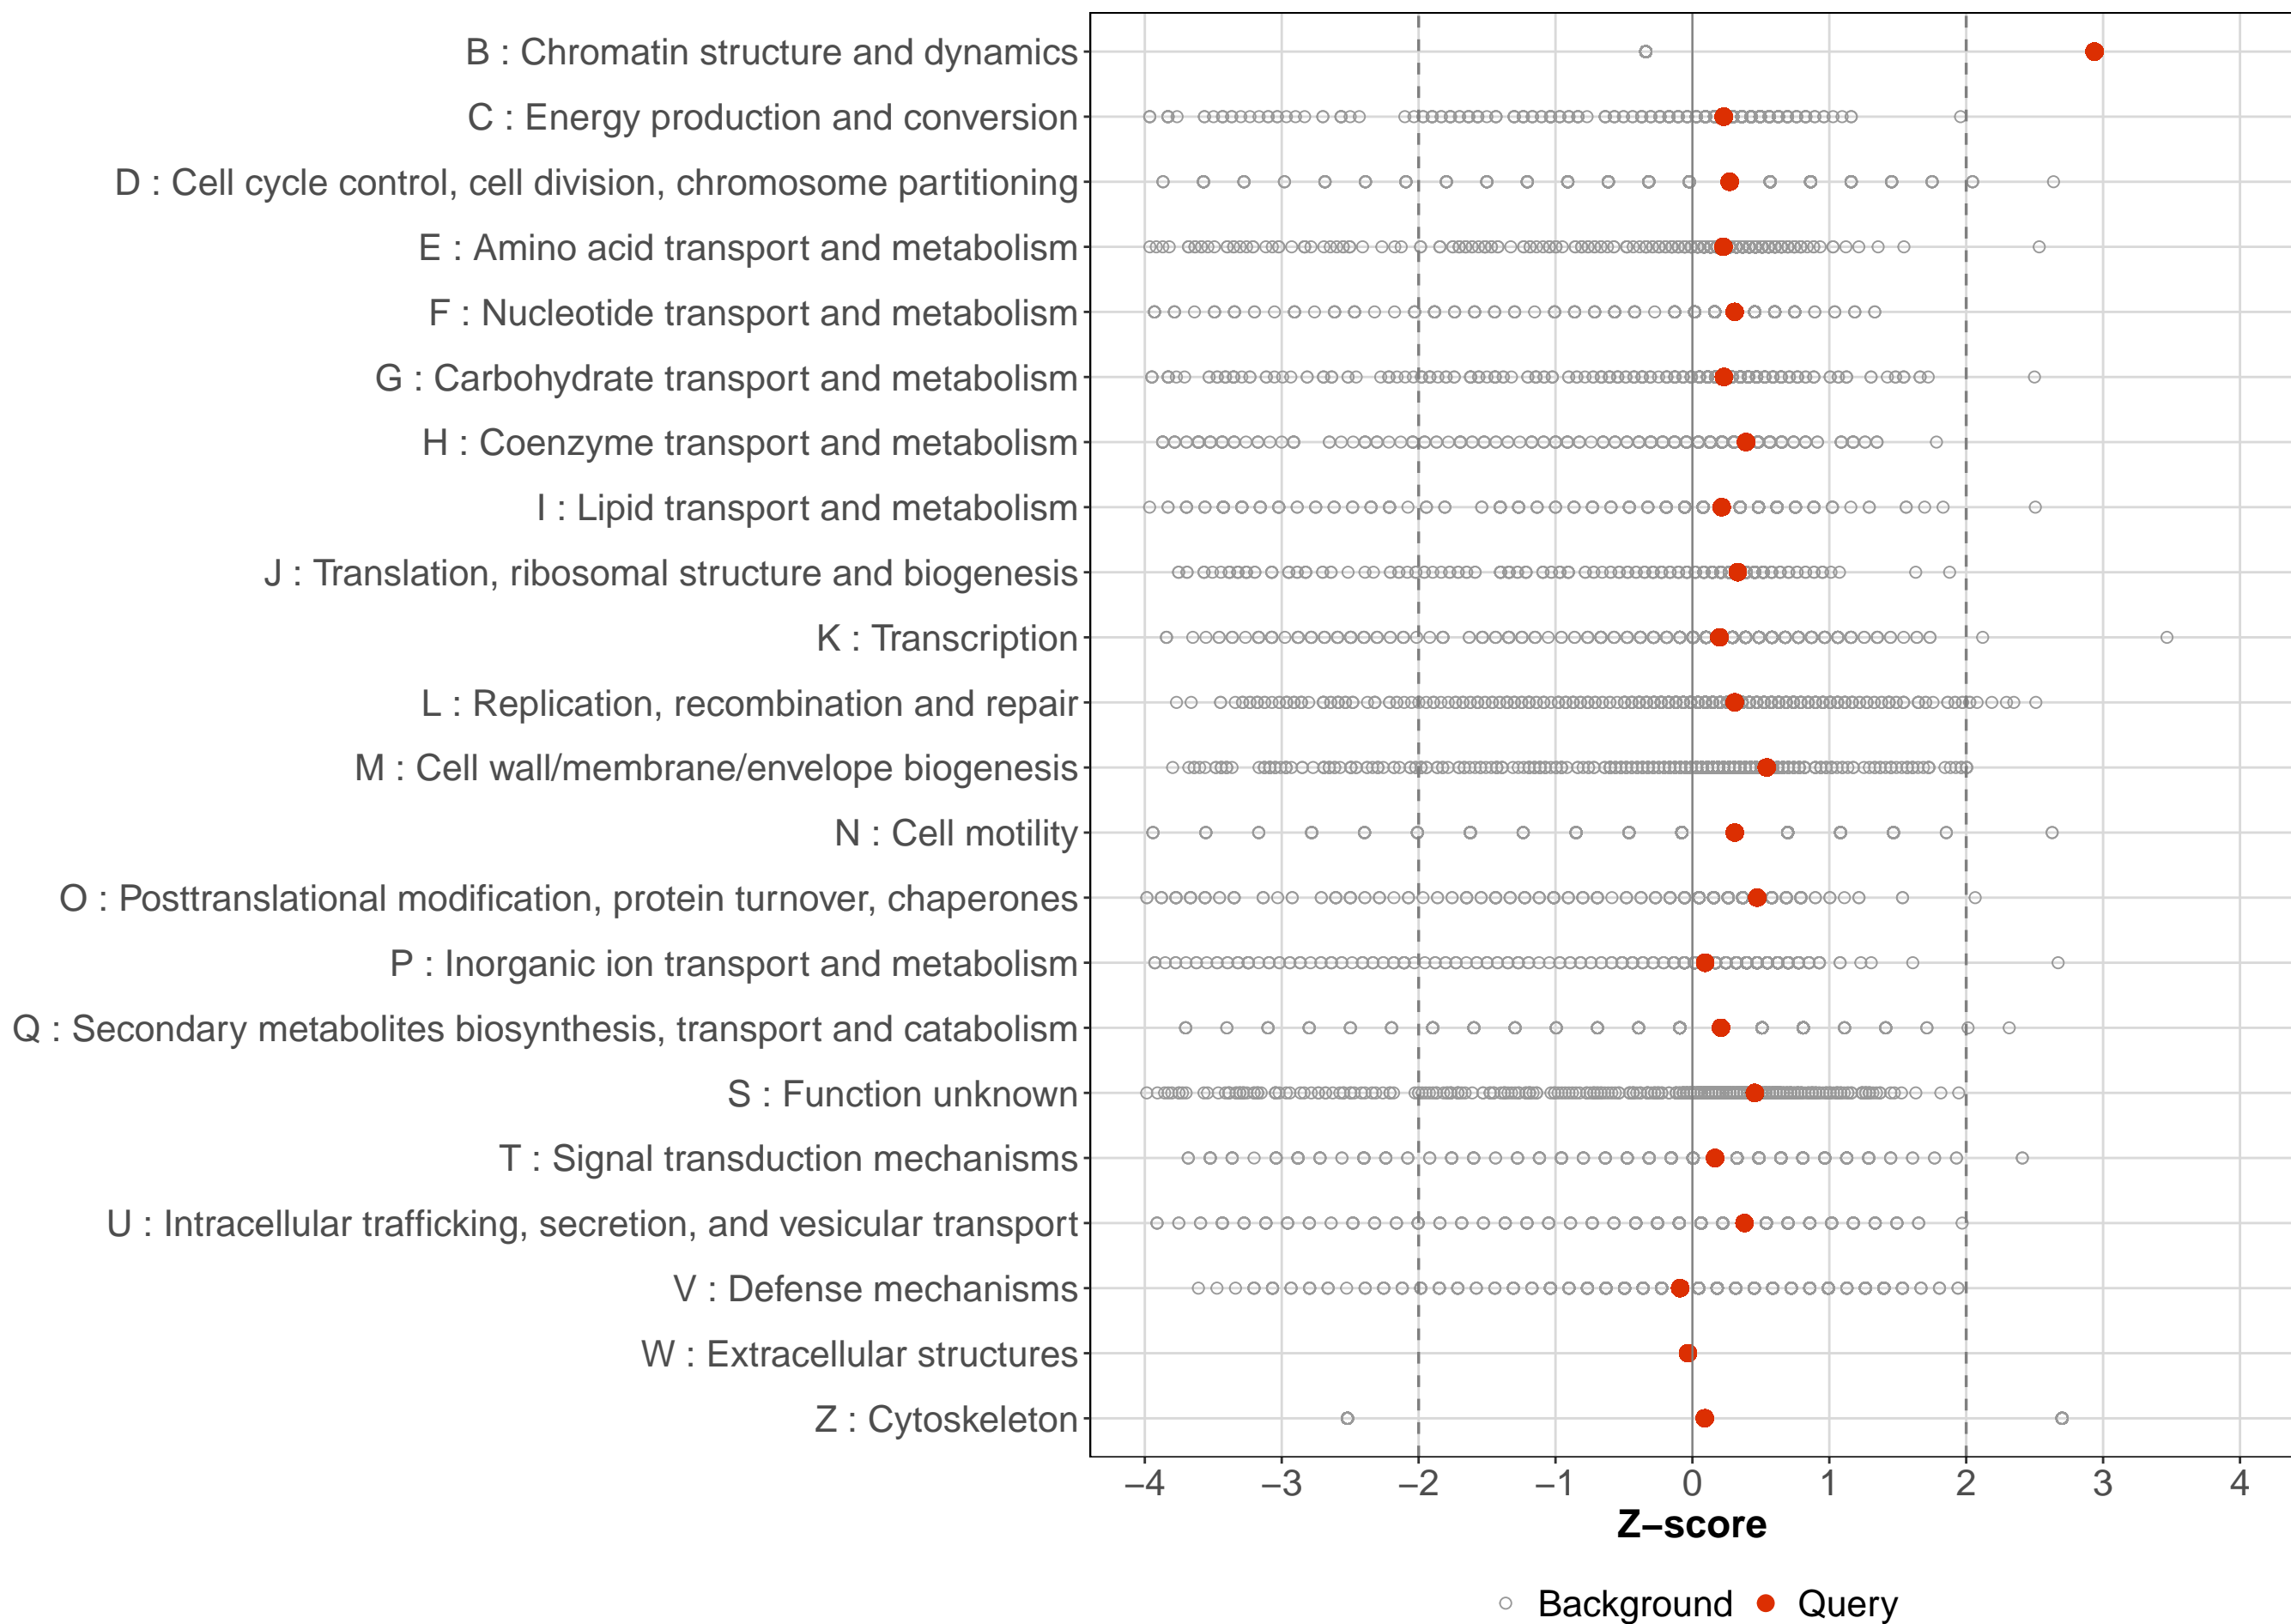 B : Chromatin structure and dynamics
C : Energy production and conversion
D : Cell cycle control, cell division, chromosome partitioning
E : Amino acid transport and metabolism
F : Nucleotide transport and metabolism
G : Carbohydrate transport and metabolism
H : Coenzyme transport and metabolism
I : Lipid transport and metabolism
J : Translation, ribosomal structure and biogenesis
K : Transcription
L : Replication, recombination and repair
M : Cell wall/membrane/envelope biogenesis
N : Cell motility
O : Posttranslational modification, protein turnover, chaperones
P : Inorganic ion transport and metabolism
Q : Secondary metabolites biosynthesis, transport and catabolism
S : Function unknown
T : Signal transduction mechanisms
U : Intracellular trafficking, secretion, and vesicular transport
V : Defense mechanisms
W : Extracellular structures
Z : Cytoskeleton
−4 −3 −2 −1 0 1 2 3 4
Z−score
Background Query